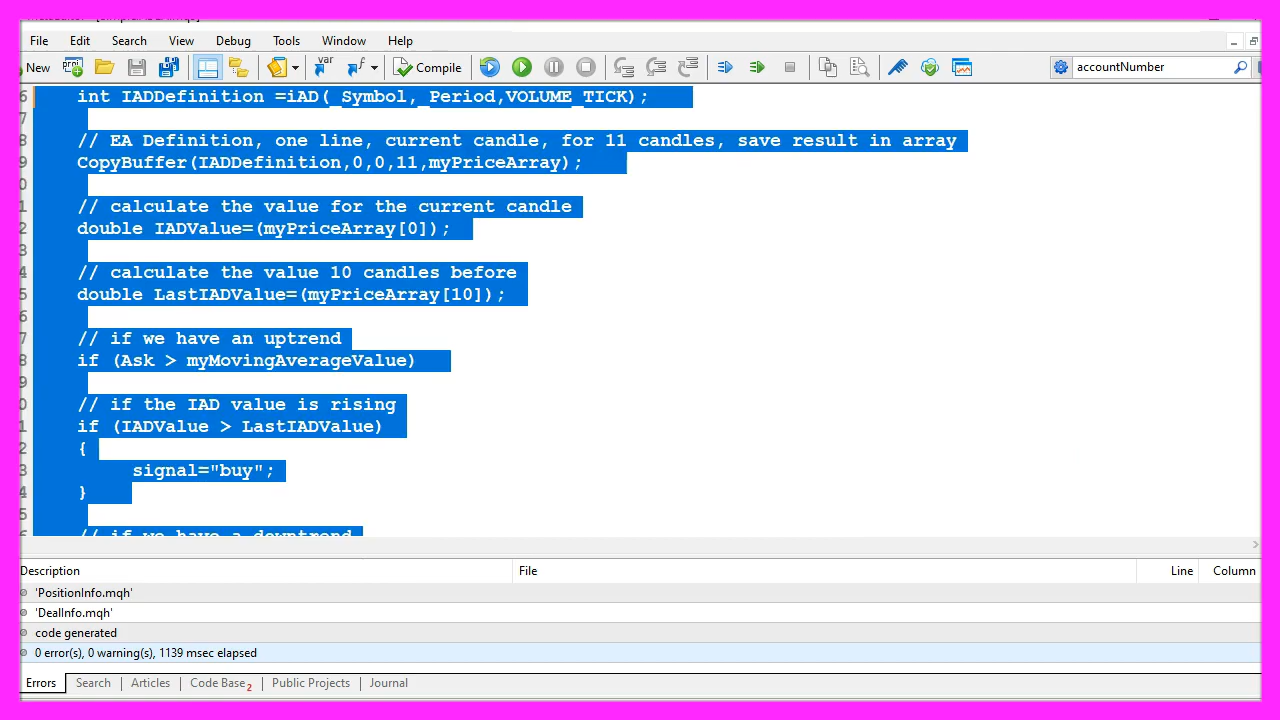 File Edit Search View Debug Tools Window Help
New var Compile accountNumber
6 int IADDefinition =iAD(_Symbol,_Period,VOLUME_TICK);
7
8 // EA Definition, one line, current candle, for 11 candles, save result in array
9 CopyBuffer(IADDefinition,0,0,11,myPriceArray);
0
1 // calculate the value for the current candle
2 double IADValue=(myPriceArray[0]);
3
4 // calculate the value 10 candles before
5 double LastIADValue=(myPriceArray[10]);
6
7 // if we have an uptrend
8 if (Ask > myMovingAverageValue)
9
0 // if the IAD value is rising
1 if (IADValue > LastIADValue)
2 {
3 signal="buy";
4 }
5
6 // if we have a downtrend
Description File Line Column
'PositionInfo.mqh'
'DealInfo.mqh'
code generated
0 error(s), 0 warning(s), 1139 msec elapsed
Errors Search Articles Code Base 2 Public Projects Journal